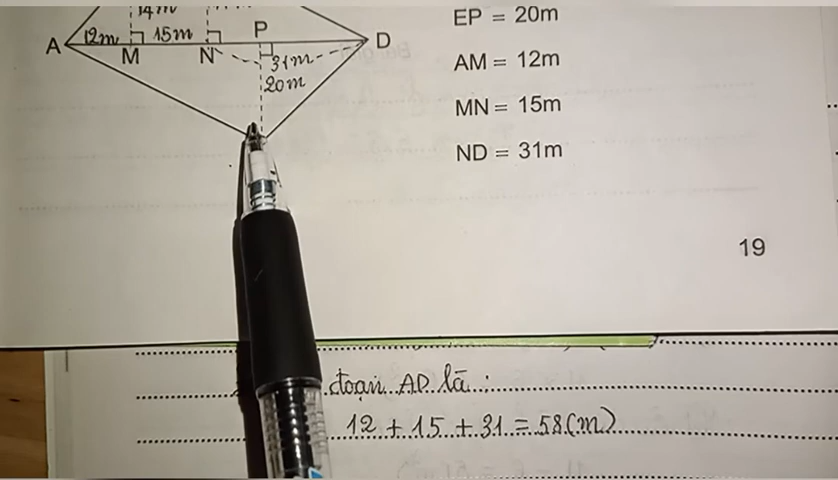 14m
EP = 20m
P
A 12m 15m D
M N 31m
20m
AM = 12m
MN = 15m
ND = 31m
19
đoạn AD là :
12 + 15 + 31 = 58 (m)